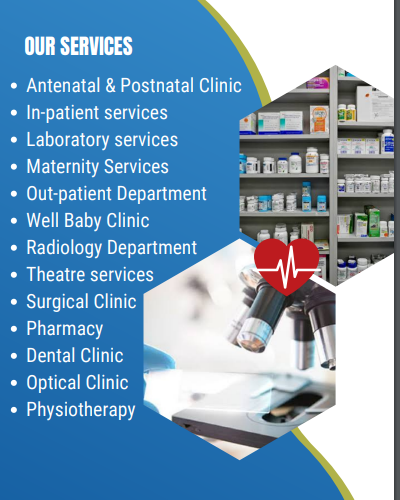 OUR SERVICES
• Antenatal & Postnatal Clinic
• In-patient services
• Laboratory services
• Maternity Services
• Out-patient Department
• Well Baby Clinic
• Radiology Department
• Theatre services
• Surgical Clinic
• Pharmacy
• Dental Clinic
• Optical Clinic
• Physiotherapy